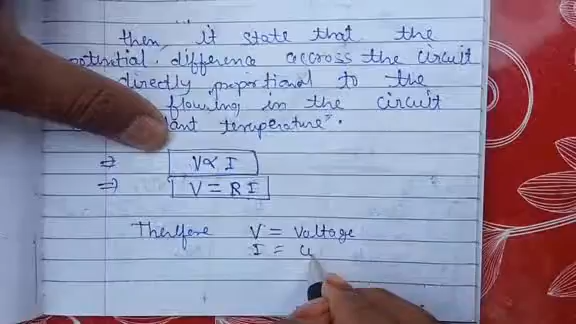 then, it state that the
potential difference accross the circuit
directly proportional to the
flowing in the circuit
temperature".
⇒ V ∝ I
⇒ V = RI
Therfore V = Voltage
I = c